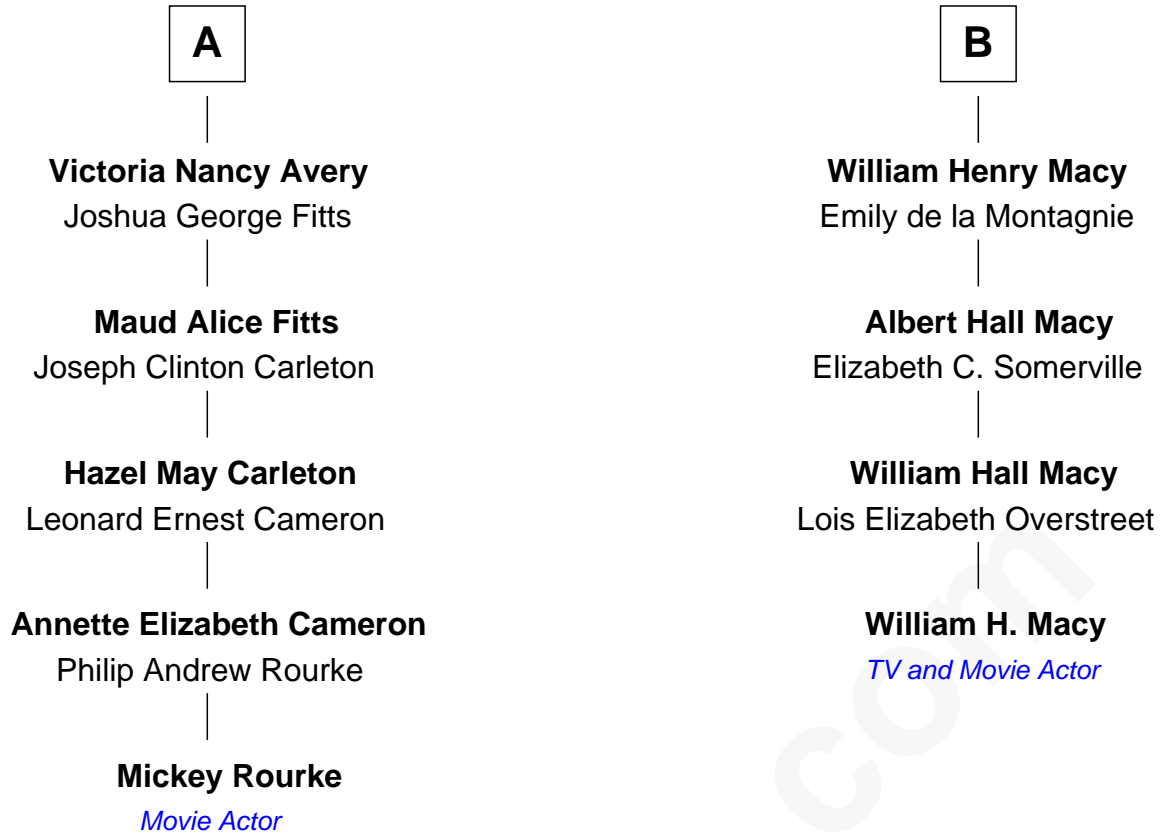 A
Victoria Nancy Avery
Joshua George Fitts
Maud Alice Fitts
Joseph Clinton Carleton
Hazel May Carleton
Leonard Ernest Cameron
Annette Elizabeth Cameron
Philip Andrew Rourke
Mickey Rourke
Movie Actor
B
William Henry Macy
Emily de la Montagnie
Albert Hall Macy
Elizabeth C. Somerville
William Hall Macy
Lois Elizabeth Overstreet
William H. Macy
TV and Movie Actor
com